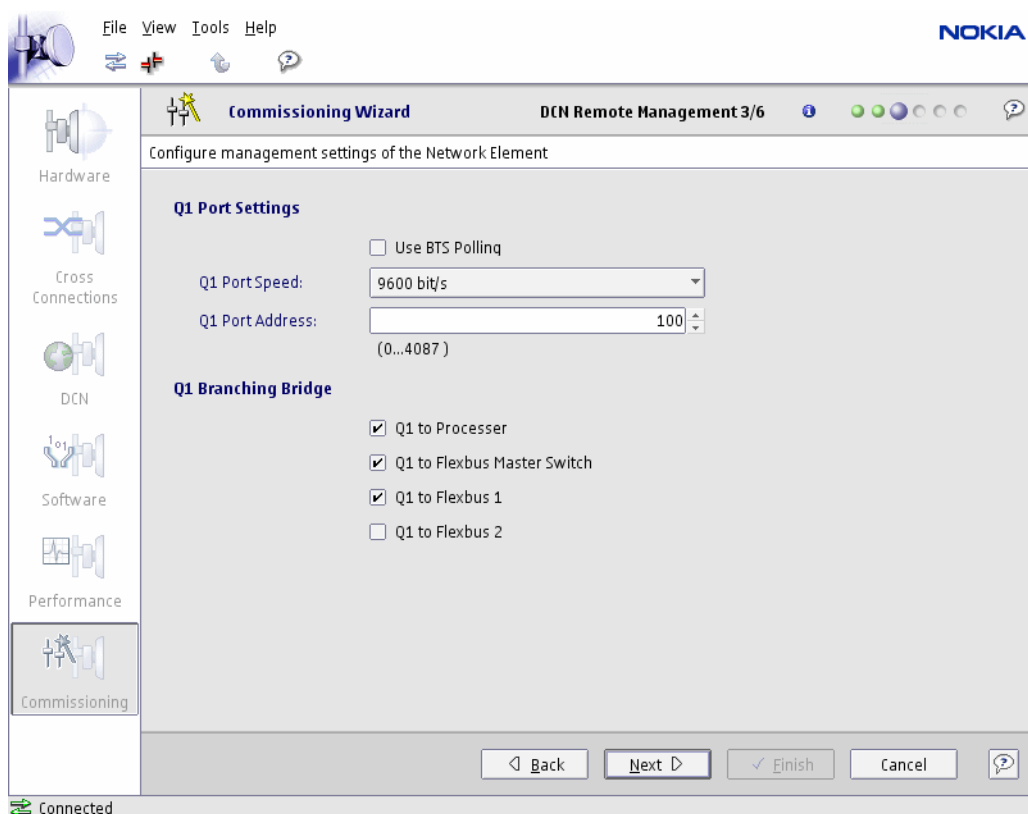 File View Tools Help
NOKIA
Commissioning Wizard DCN Remote Management 3/6
Configure management settings of the Network Element
Hardware
Cross
Connections
DCN
Software
Performance
Commissioning
Q1 Port Settings
Use BTS Polling
Q1 Port Speed: 9600 bit/s
Q1 Port Address: 100
(0...4087 )
Q1 Branching Bridge
Q1 to Processer
Q1 to Flexbus Master Switch
Q1 to Flexbus 1
Q1 to Flexbus 2
Back Next Finish Cancel
Connected